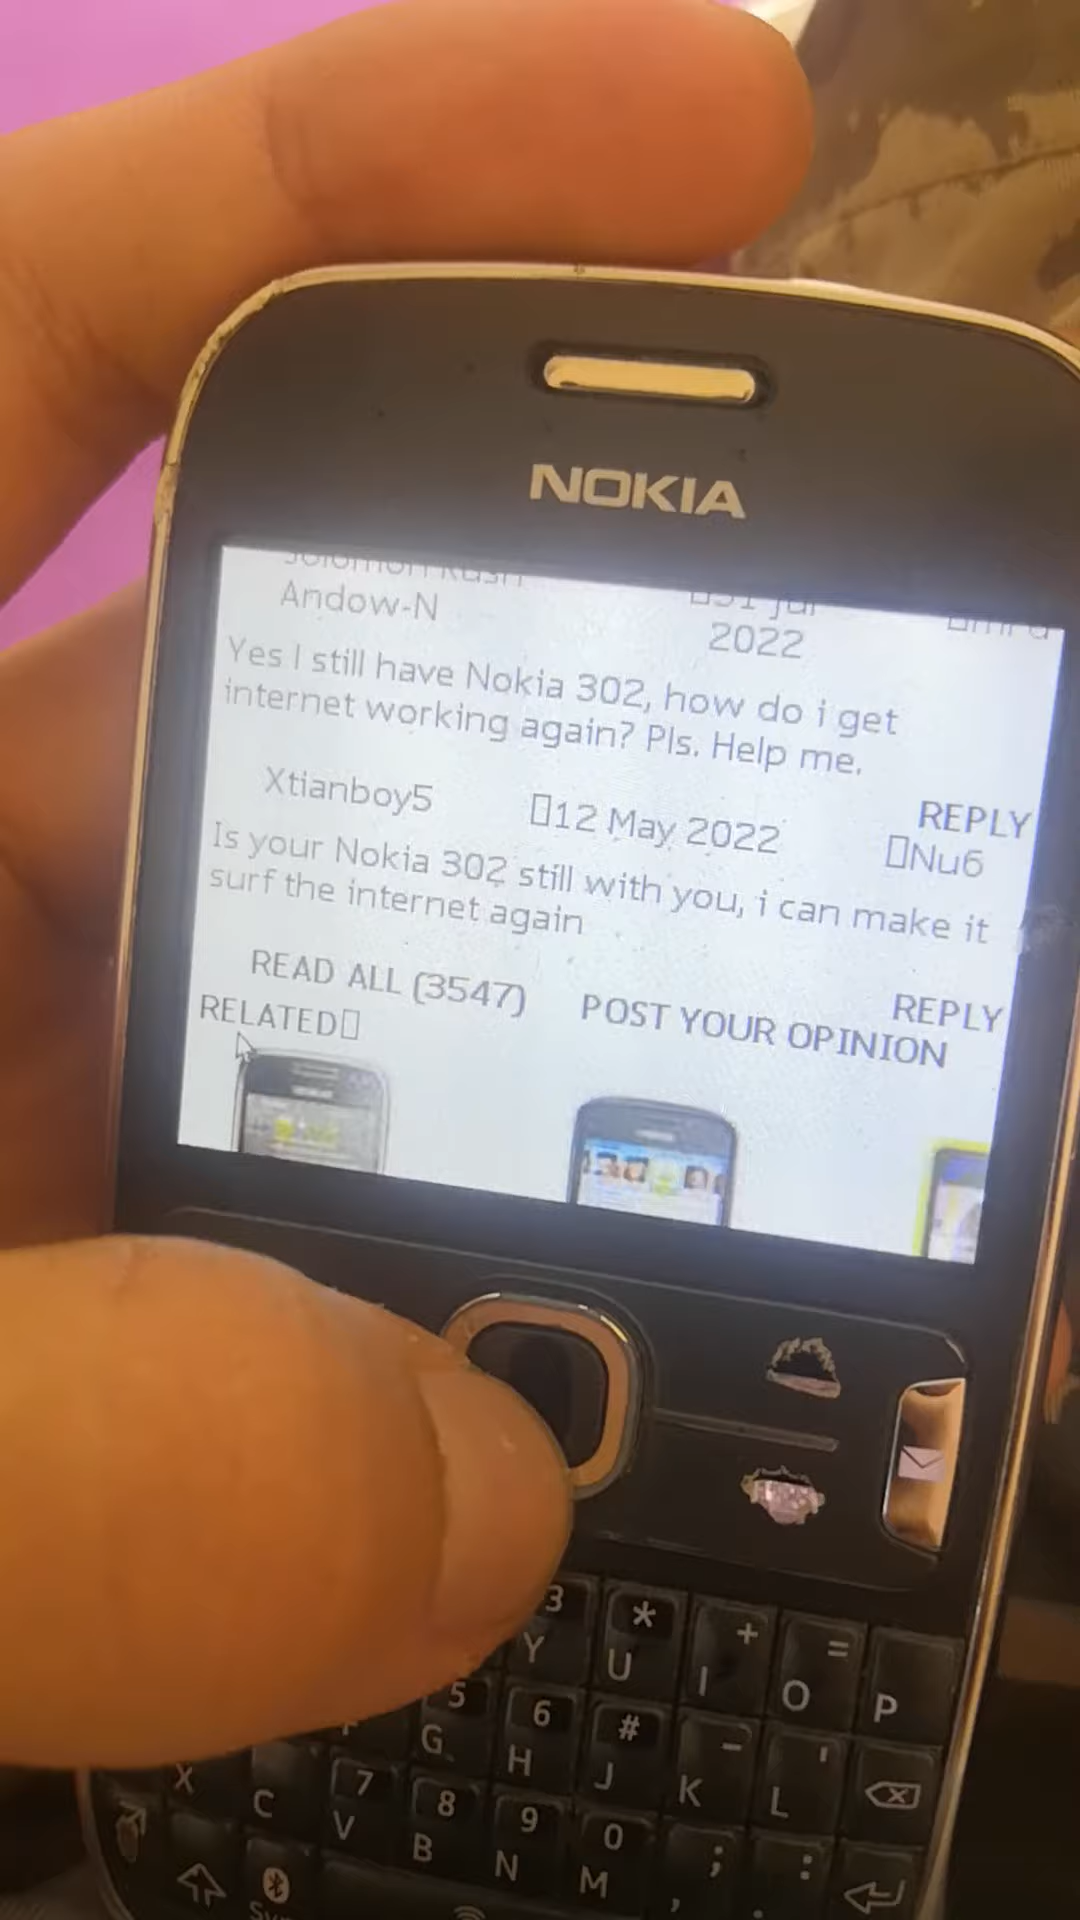 NOKIA
Andow-N
31 Jul
2022
Yes I still have Nokia 302, how do i get
internet working again? Pls. Help me.
REPLY
Xtianboy5
12 May 2022
Nu6
Is your Nokia 302 still with you, i can make it
surf the internet again
REPLY
READ ALL (3547)
POST YOUR OPINION
RELATED
3 * + =
Y U I O P
5 6 # - '
G H J K L
7 8 9 0 ; :
X C V B N M , .